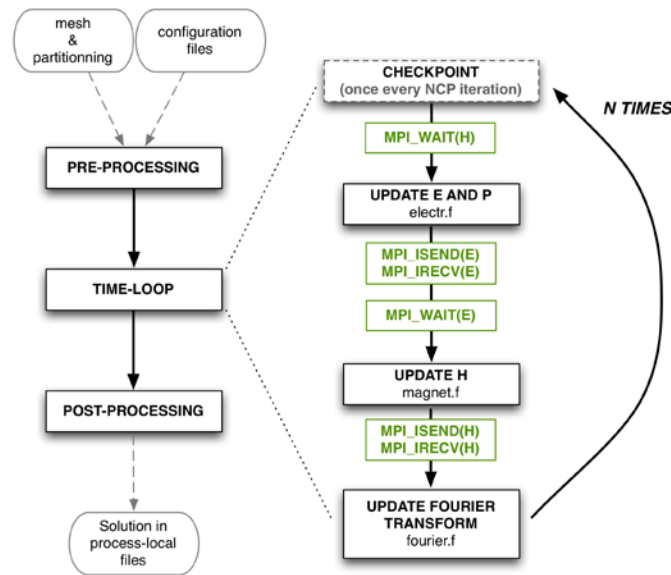 mesh
&
partitionning
configuration
files
PRE-PROCESSING
TIME-LOOP
POST-PROCESSING
Solution in
process-local
files
CHECKPOINT
(once every NCP iteration)
N TIMES
MPI_WAIT(H)
UPDATE E AND P
electr.f
MPI_ISEND(E)
MPI_IRECV(E)
MPI_WAIT(E)
UPDATE H
magnet.f
MPI_ISEND(H)
MPI_IRECV(H)
UPDATE FOURIER
TRANSFORM
fourier.f